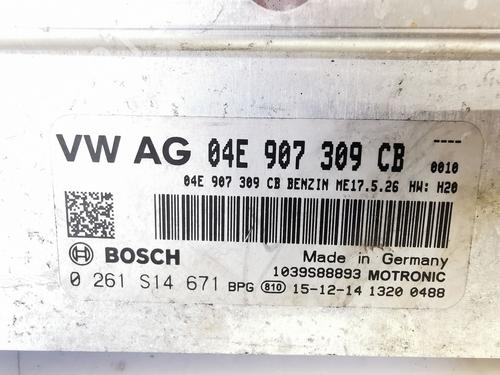 VW AG 04E 907 309 CB ----
0010
04E 907 309 CB BENZIN ME17.5.26 HW: H20
BOSCH Made in Germany
1039S88893 MOTRONIC
0 261 S14 671 BPG 810 15-12-14 1320 0488